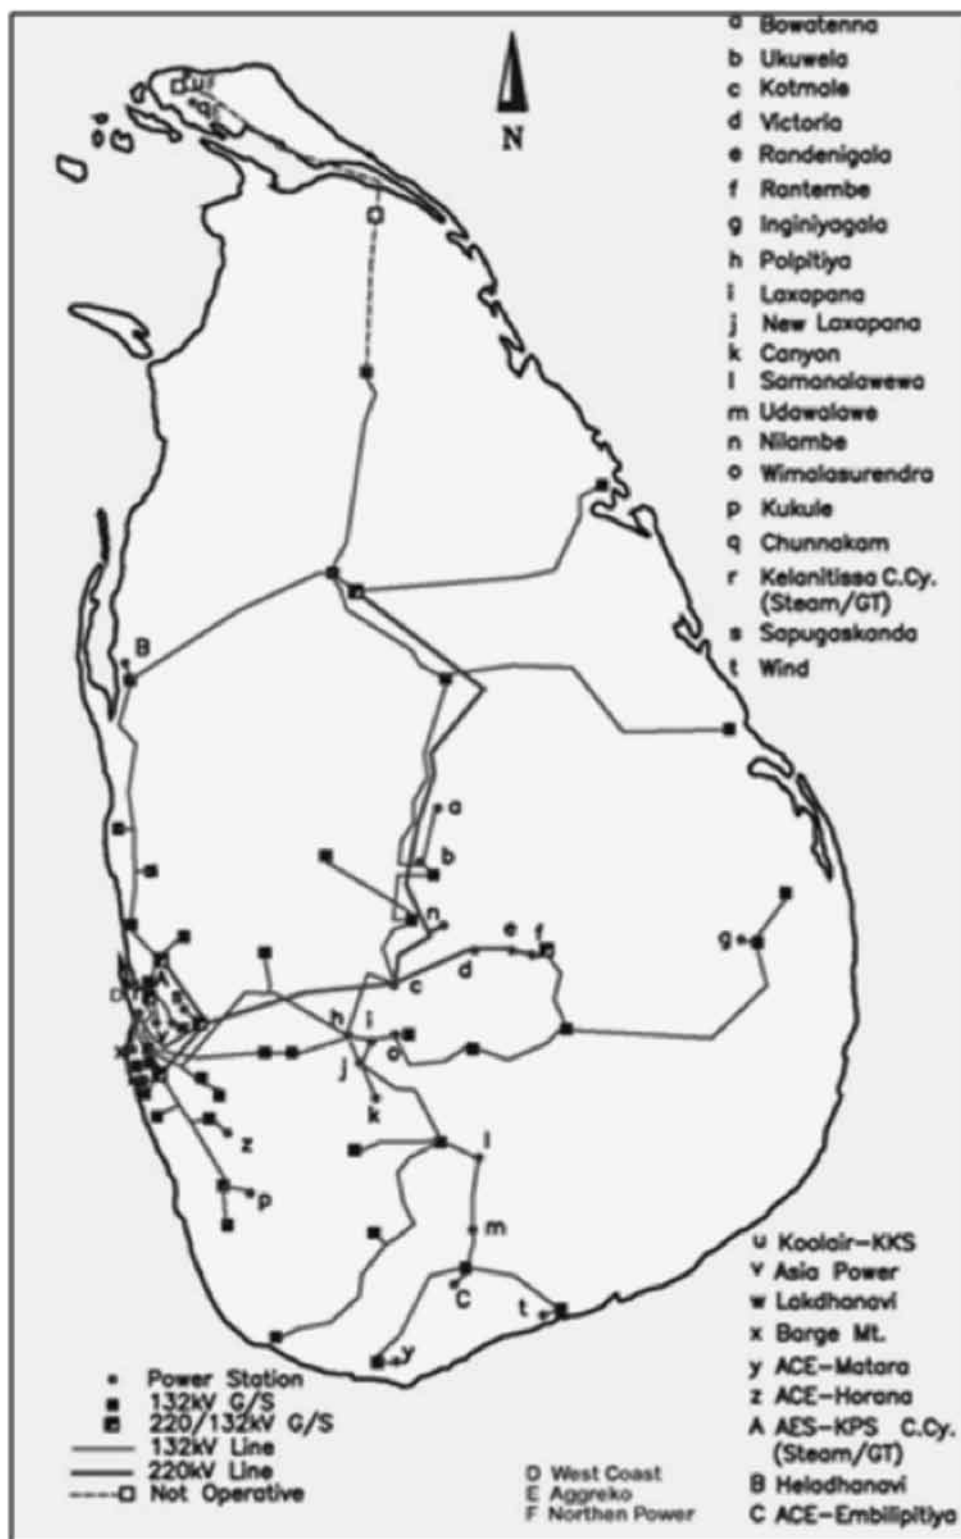 a Bowatenna
b Ukuwela
c Kotmale
d Victoria
e Randenigala
f Rantembe
g Inginiyagala
h Polpitiya
i Laxapana
j New Laxapana
k Canyon
l Samanalawewa
m Udawalawe
n Nilambe
o Wimalasurendra
p Kukule
q Chunnakam
r Kelanitissa C.Cy.
(Steam/GT)
s Sapugaskanda
t Wind
N
u
q
B
a
b
n
g
d
e
f
c
A
D
h
i
o
j
k
x
z
l
p
m
C
t
y
u Koolair-KKS
v Asia Power
w Lakdhanavi
x Barge Mt.
y ACE-Matara
z ACE-Horana
A AES-KPS C.Cy.
(Steam/GT)
B Heladhanavi
C ACE-Embilipitiya
Power Station
132kV G/S
220/132kV G/S
132kV Line
220kV Line
Not Operative
D West Coast
E Aggreko
F Northen Power